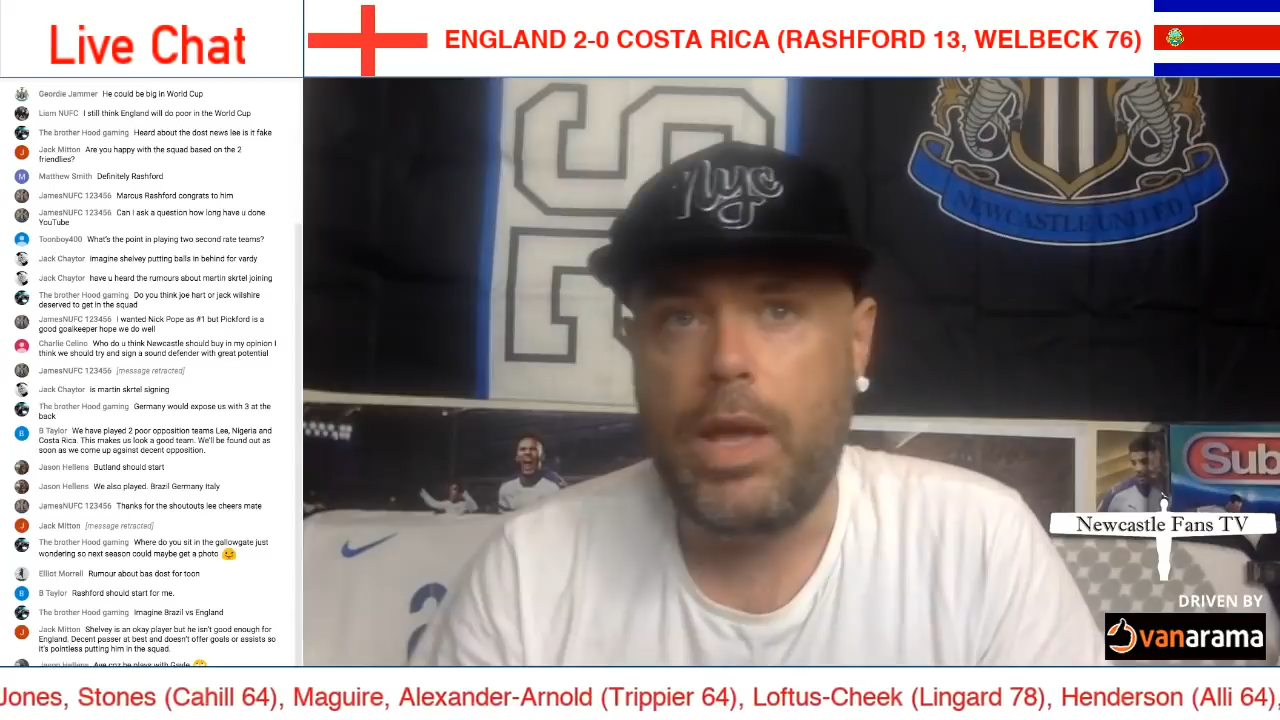 Live Chat
ENGLAND 2-0 COSTA RICA (RASHFORD 13, WELBECK 76)
Geordie Jammer He could be big in World Cup
Liam NUFC I still think England will do poor in the World Cup
The brother Hood gaming Heard about the dost news lee is it fake
Jack Mitton Are you happy with the squad based on the 2
friendlies?
Matthew Smith Definitely Rashford
JamesNUFC 123456 Marcus Rashford congrats to him
JamesNUFC 123456 Can I ask a question how long have u done
YouTube
Toonboy400 What's the point in playing two second rate teams?
Jack Chaytor imagine shelvey putting balls in behind for vardy
Jack Chaytor have u heard the rumours about martin skrtel joining
The brother Hood gaming Do you think joe hart or jack wilshire
deserved to get in the squad
JamesNUFC 123456 I wanted Nick Pope as #1 but Pickford is a
good goalkeeper hope we do well
Charlie Celino Who do u think Newcastle should buy in my opinion I
think we should try and sign a sound defender with great potential
JamesNUFC 123456 [message retracted]
Jack Chaytor is martin skrtel signing
The brother Hood gaming Germany would expose us with 3 at the
back
B Taylor We have played 2 poor opposition teams Lee, Nigeria and
Costa Rica. This makes us look a good team. We'll be found out as
soon as we come up against decent opposition.
Jason Hellens Butland should start
Jason Hellens We also played. Brazil Germany Italy
JamesNUFC 123456 Thanks for the shoutouts lee cheers mate
Jack Mitton [message retracted]
The brother Hood gaming Where do you sit in the gallowgate just
wondering so next season could maybe get a photo 🤗
Elliot Morrell Rumour about bas dost for toon
B Taylor Rashford should start for me.
The brother Hood gaming Imagine Brazil vs England
Jack Mitton Shelvey is an okay player but he isn't good enough for
England. Decent passer at best and doesn't offer goals or assists so
it's pointless putting him in the squad.
nyc
NEWCASTLE UNITED
Sub
Newcastle Fans TV
DRIVEN BY
vanarama
Jones, Stones (Cahill 64), Maguire, Alexander-Arnold (Trippier 64), Loftus-Cheek (Lingard 78), Henderson (Alli 64),